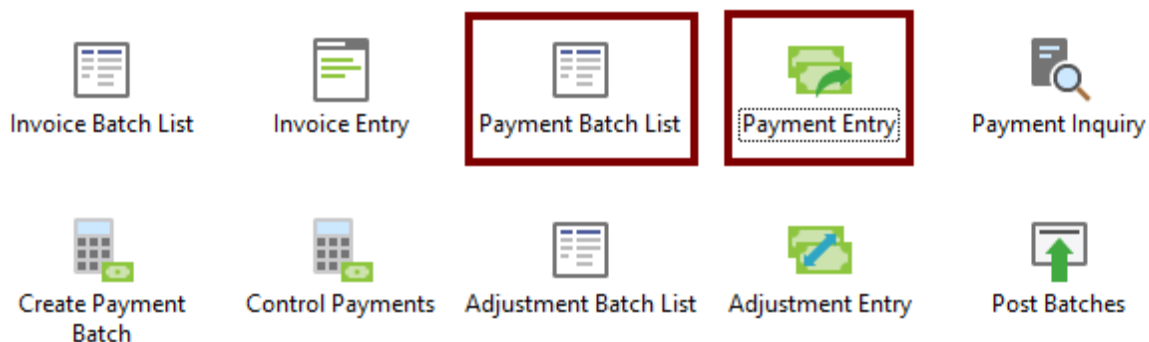 Invoice Batch List
Invoice Entry
Payment Batch List
Payment Entry
Payment Inquiry
Create Payment
Batch
Control Payments
Adjustment Batch List
Adjustment Entry
Post Batches